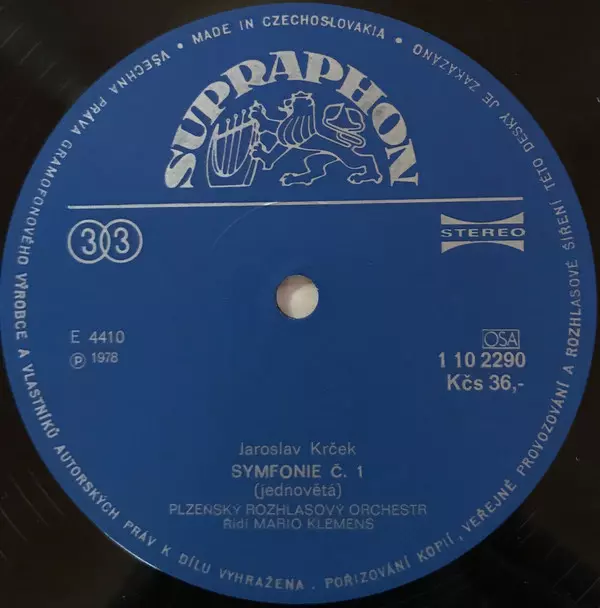 VŠECHNA PRÁVA GRAMOFONOVÉHO VÝROBCE A VLASTNÍKŮ AUTORSKÝCH PRÁV K DÍLU VYHRAŽENA. POŘIZOVÁNÍ KOPIÍ, VEŘEJNÉ PROVOZOVÁNÍ A ROZHLASOVÉ ŠÍŘENÍ TÉTO DESKY JE ZAKÁZÁNO • MADE IN CZECHOSLOVAKIA •
SUPRAPHON
33
STEREO
E 4410
℗ 1978
OSA
1 10 2290
Kčs 36,-
Jaroslav Krček
SYMFONIE Č. 1
(jednovětá)
PLZEŇSKÝ ROZHLASOVÝ ORCHESTR
Řídí MARIO KLEMENS